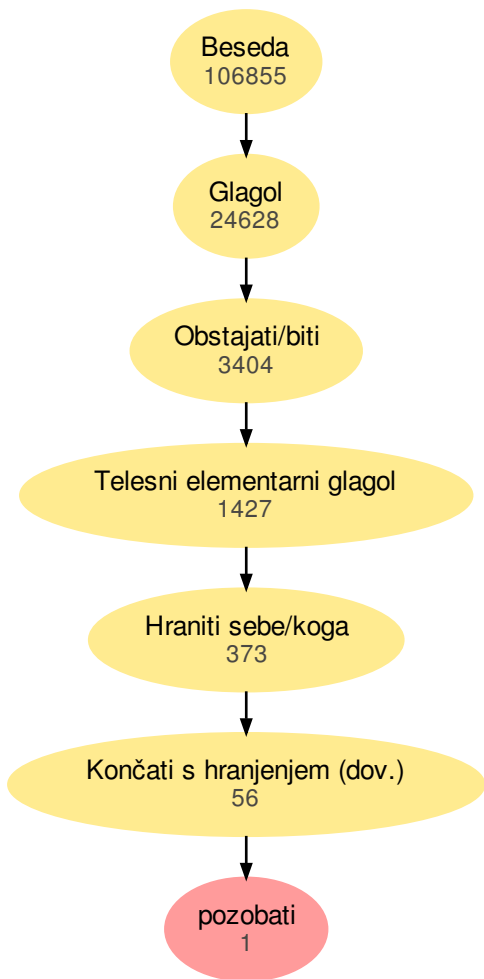 Beseda
106855
Glagol
24628
Obstajati/biti
3404
Telesni elementarni glagol
1427
Hraniti sebe/koga
373
Končati s hranjenjem (dov.)
56
pozobati
1